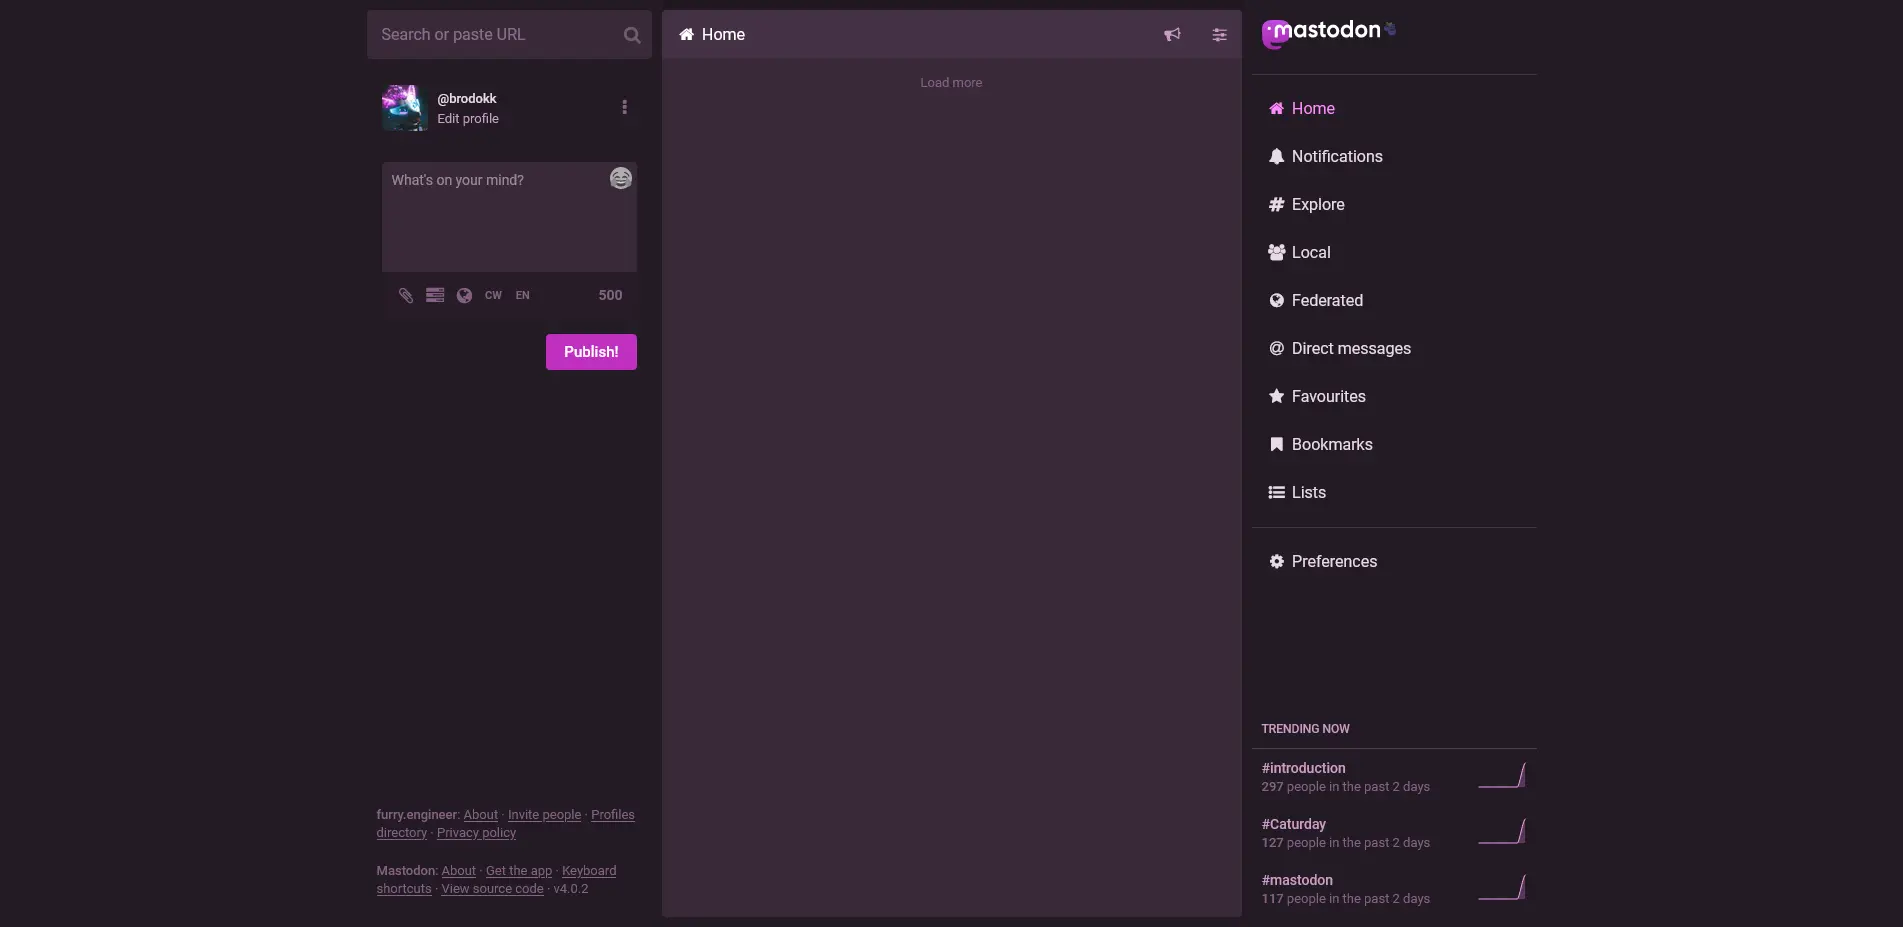 Search or paste URL
@brodokk
Edit profile
What's on your mind?
CW EN 500
Publish!
furry.engineer: About · Invite people · Profiles
directory · Privacy policy
Mastodon: About · Get the app · Keyboard
shortcuts · View source code · v4.0.2
Home
Load more
mastodon
Home
Notifications
Explore
Local
Federated
Direct messages
Favourites
Bookmarks
Lists
Preferences
TRENDING NOW
#introduction
297 people in the past 2 days
#Caturday
127 people in the past 2 days
#mastodon
117 people in the past 2 days